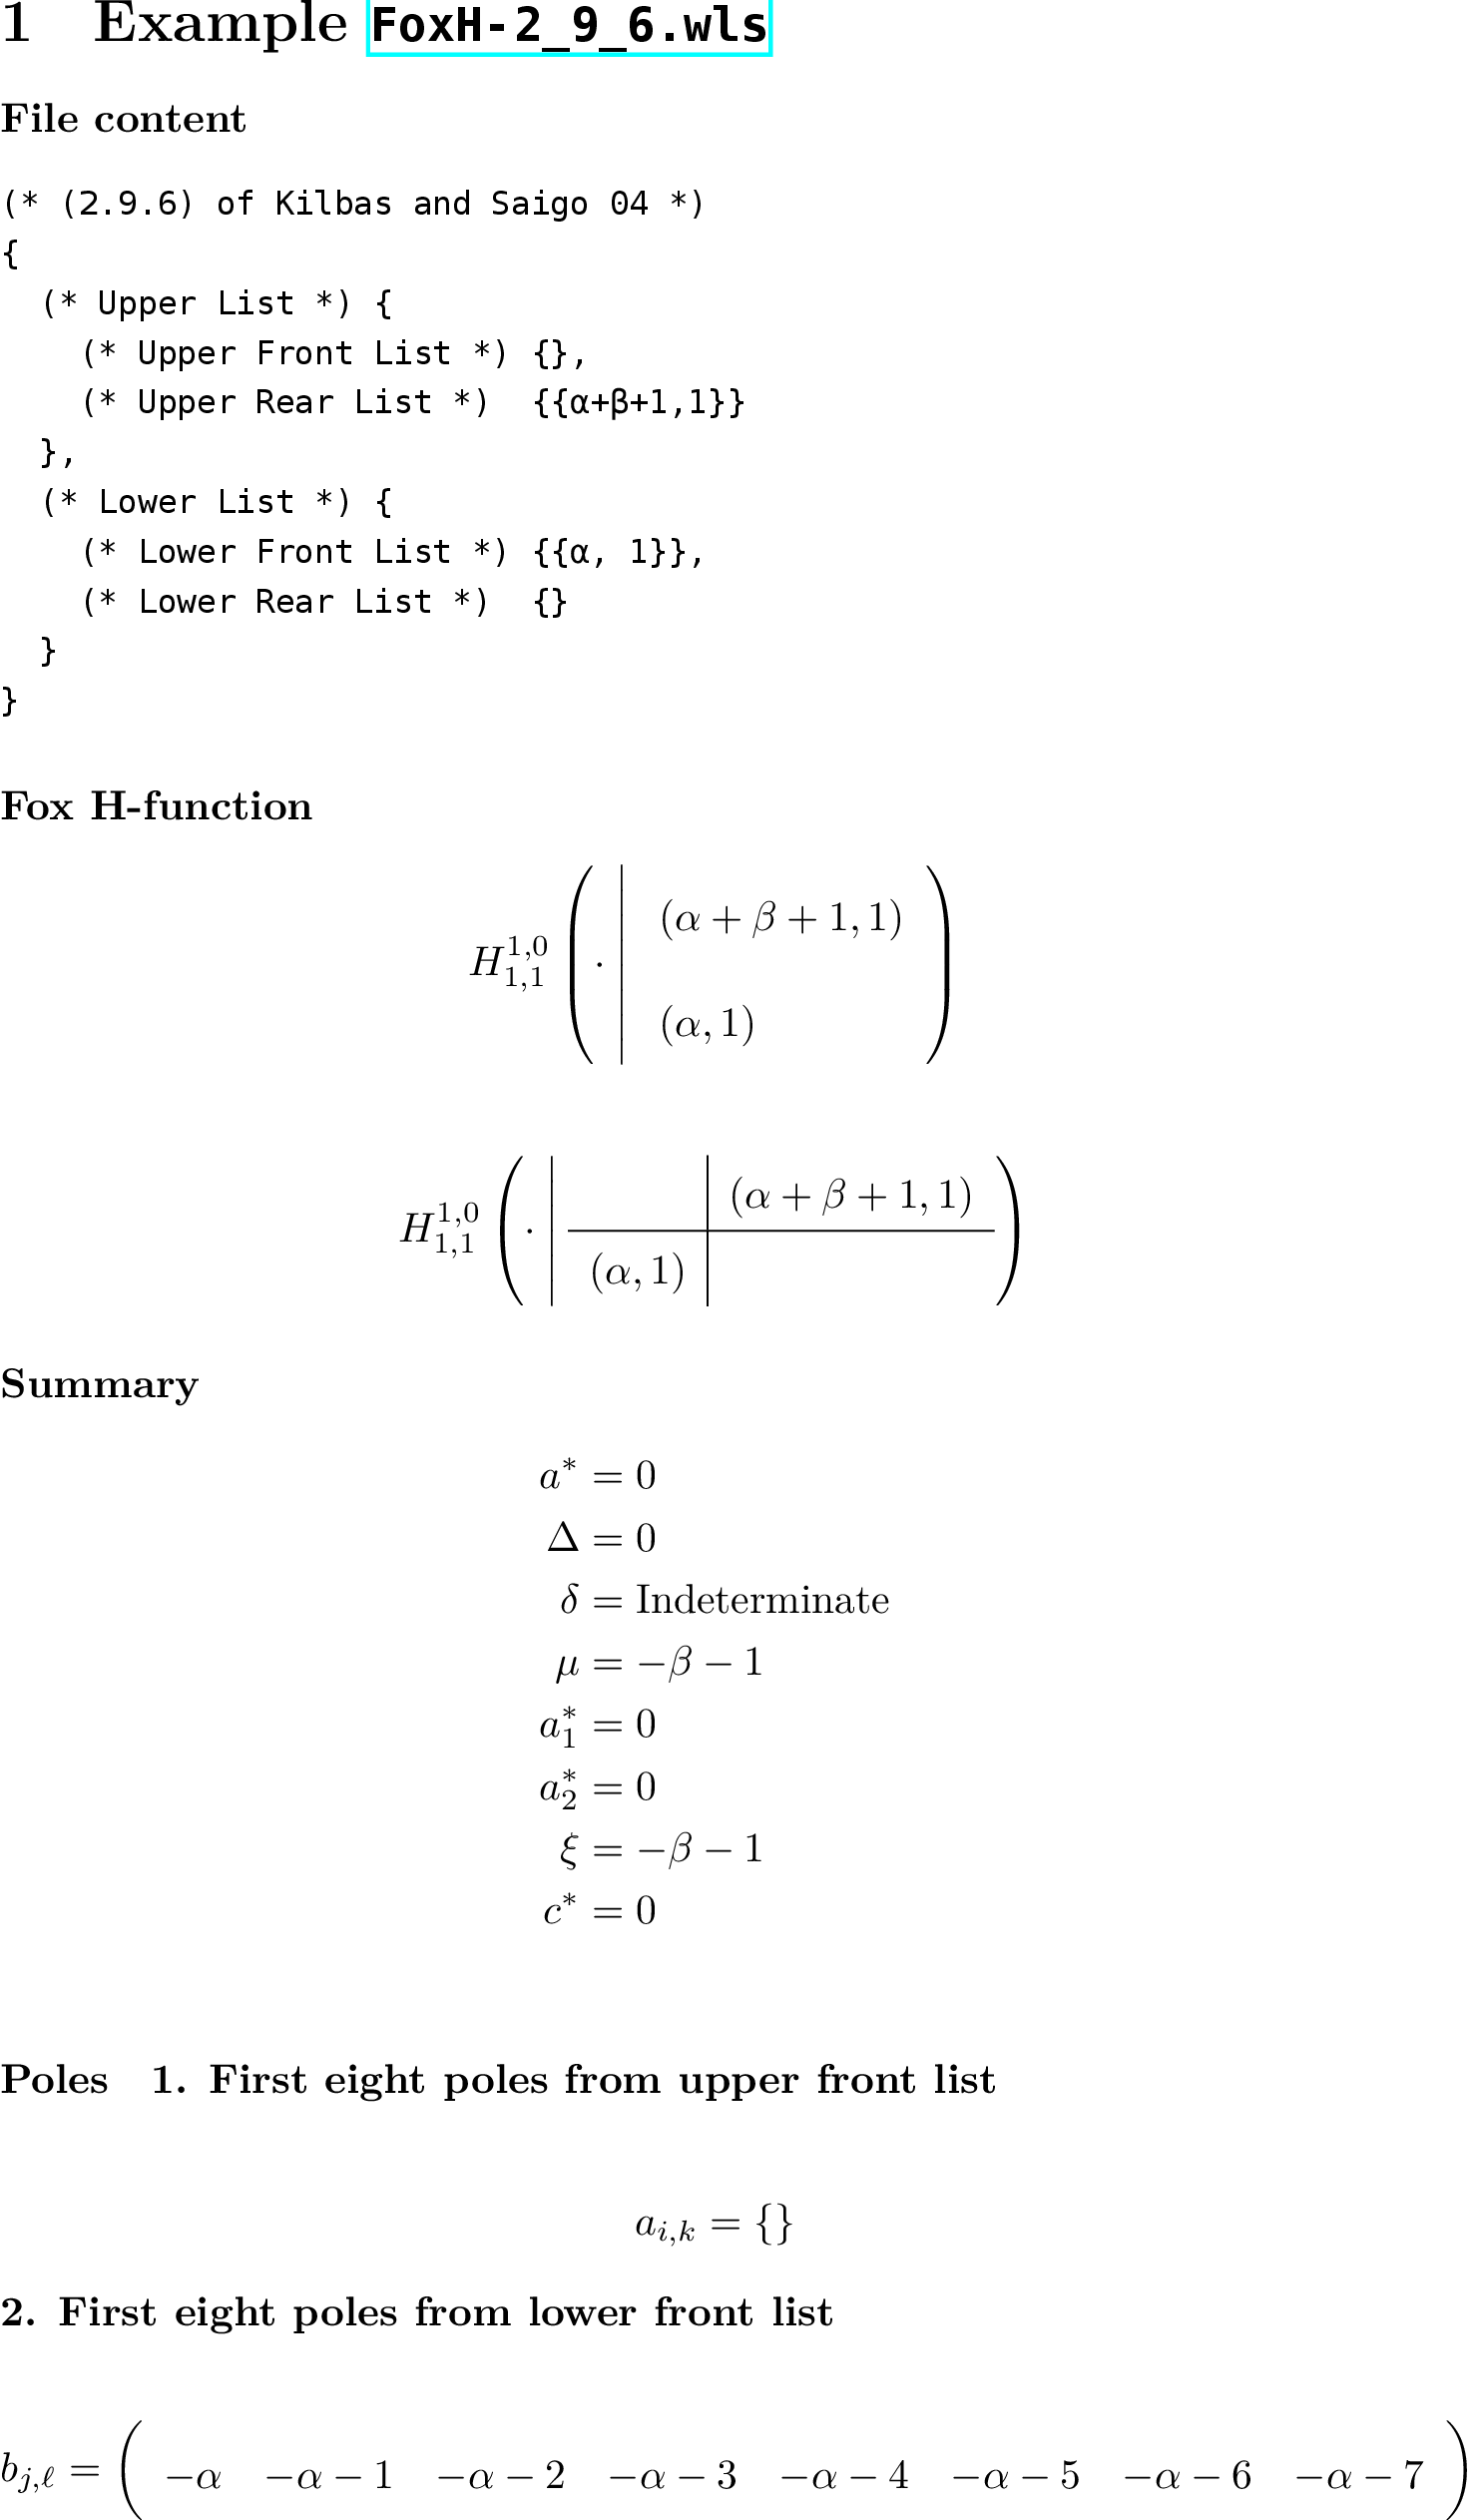 1 Example FoxH-2_9_6.wls
File content
(* (2.9.6) of Kilbas and Saigo 04 *)
{
  (* Upper List *) {
    (* Upper Front List *) {},
    (* Upper Rear List *)  {{α+β+1,1}}
  },
  (* Lower List *) {
    (* Lower Front List *) {{α, 1}},
    (* Lower Rear List *)  {}
  }
}
Fox H-function
$H_{1,1}^{1,0}\left(\cdot \left| \begin{array}{l} (\alpha+\beta+1,1) \\ (\alpha,1) \end{array} \right.\right)$
$H_{1,1}^{1,0}\left(\cdot \left| \begin{array}{c|c} & (\alpha+\beta+1,1) \\ \hline (\alpha,1) & \end{array} \right.\right)$
Summary
$a^* = 0$
$\Delta = 0$
$\delta = \text{Indeterminate}$
$\mu = -\beta - 1$
$a_1^* = 0$
$a_2^* = 0$
$\xi = -\beta - 1$
$c^* = 0$
Poles 1. First eight poles from upper front list
$a_{i,k} = \{\}$
2. First eight poles from lower front list
$b_{j,\ell} = \left( \begin{array}{cccccccc} -\alpha & -\alpha-1 & -\alpha-2 & -\alpha-3 & -\alpha-4 & -\alpha-5 & -\alpha-6 & -\alpha-7 \end{array} \right)$